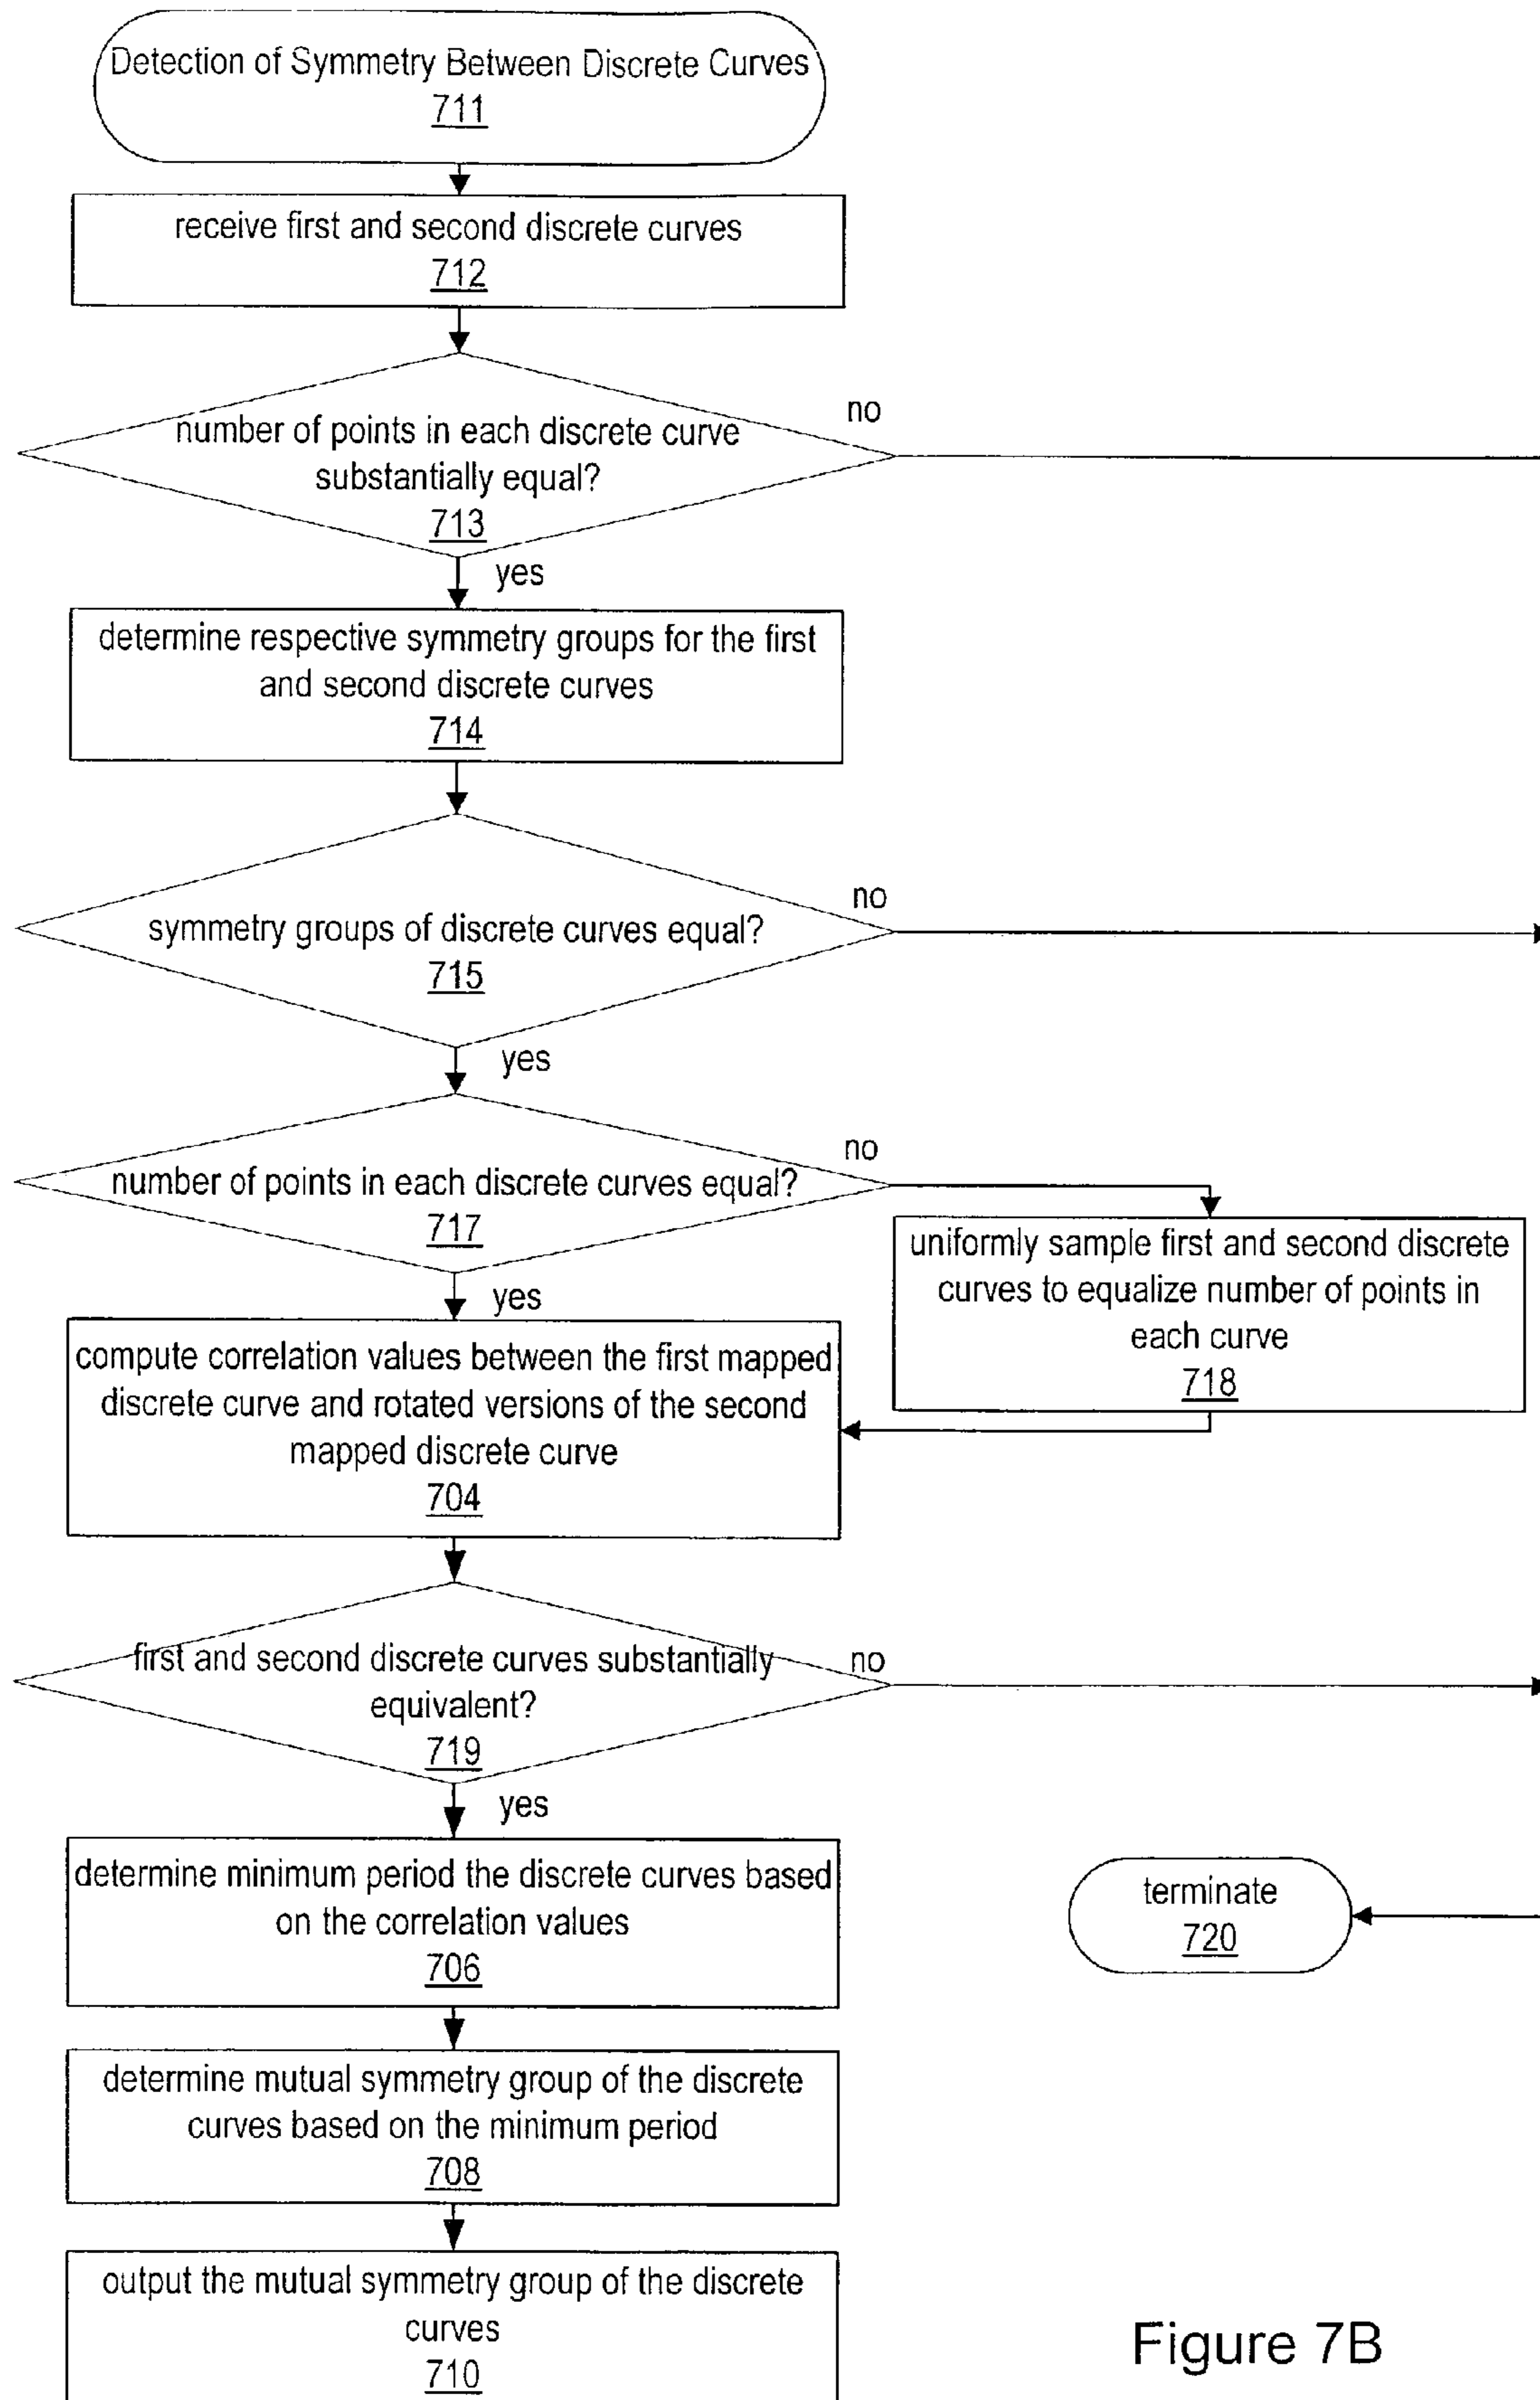 Detection of Symmetry Between Discrete Curves
711
receive first and second discrete curves
712
number of points in each discrete curve
substantially equal?
713
no
yes
determine respective symmetry groups for the first
and second discrete curves
714
symmetry groups of discrete curves equal?
715
no
yes
number of points in each discrete curves equal?
717
no
yes
uniformly sample first and second discrete
curves to equalize number of points in
each curve
718
compute correlation values between the first mapped
discrete curve and rotated versions of the second
mapped discrete curve
704
first and second discrete curves substantially
equivalent?
719
no
yes
determine minimum period the discrete curves based
on the correlation values
706
terminate
720
determine mutual symmetry group of the discrete
curves based on the minimum period
708
output the mutual symmetry group of the discrete
curves
710
Figure 7B